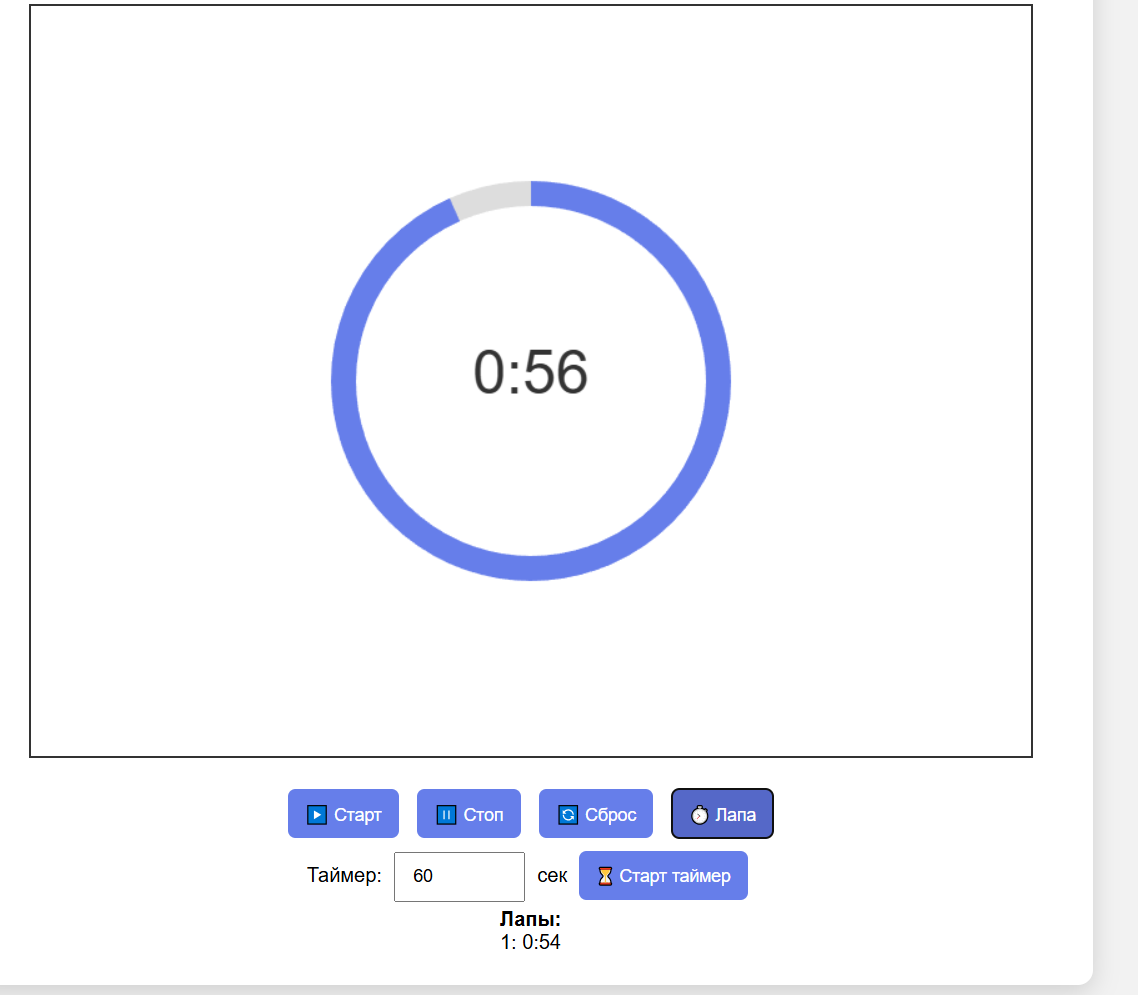 0:56
Старт Стоп Сброс Лапа
Таймер: 60 сек Старт таймер
Лапы:
1: 0:54